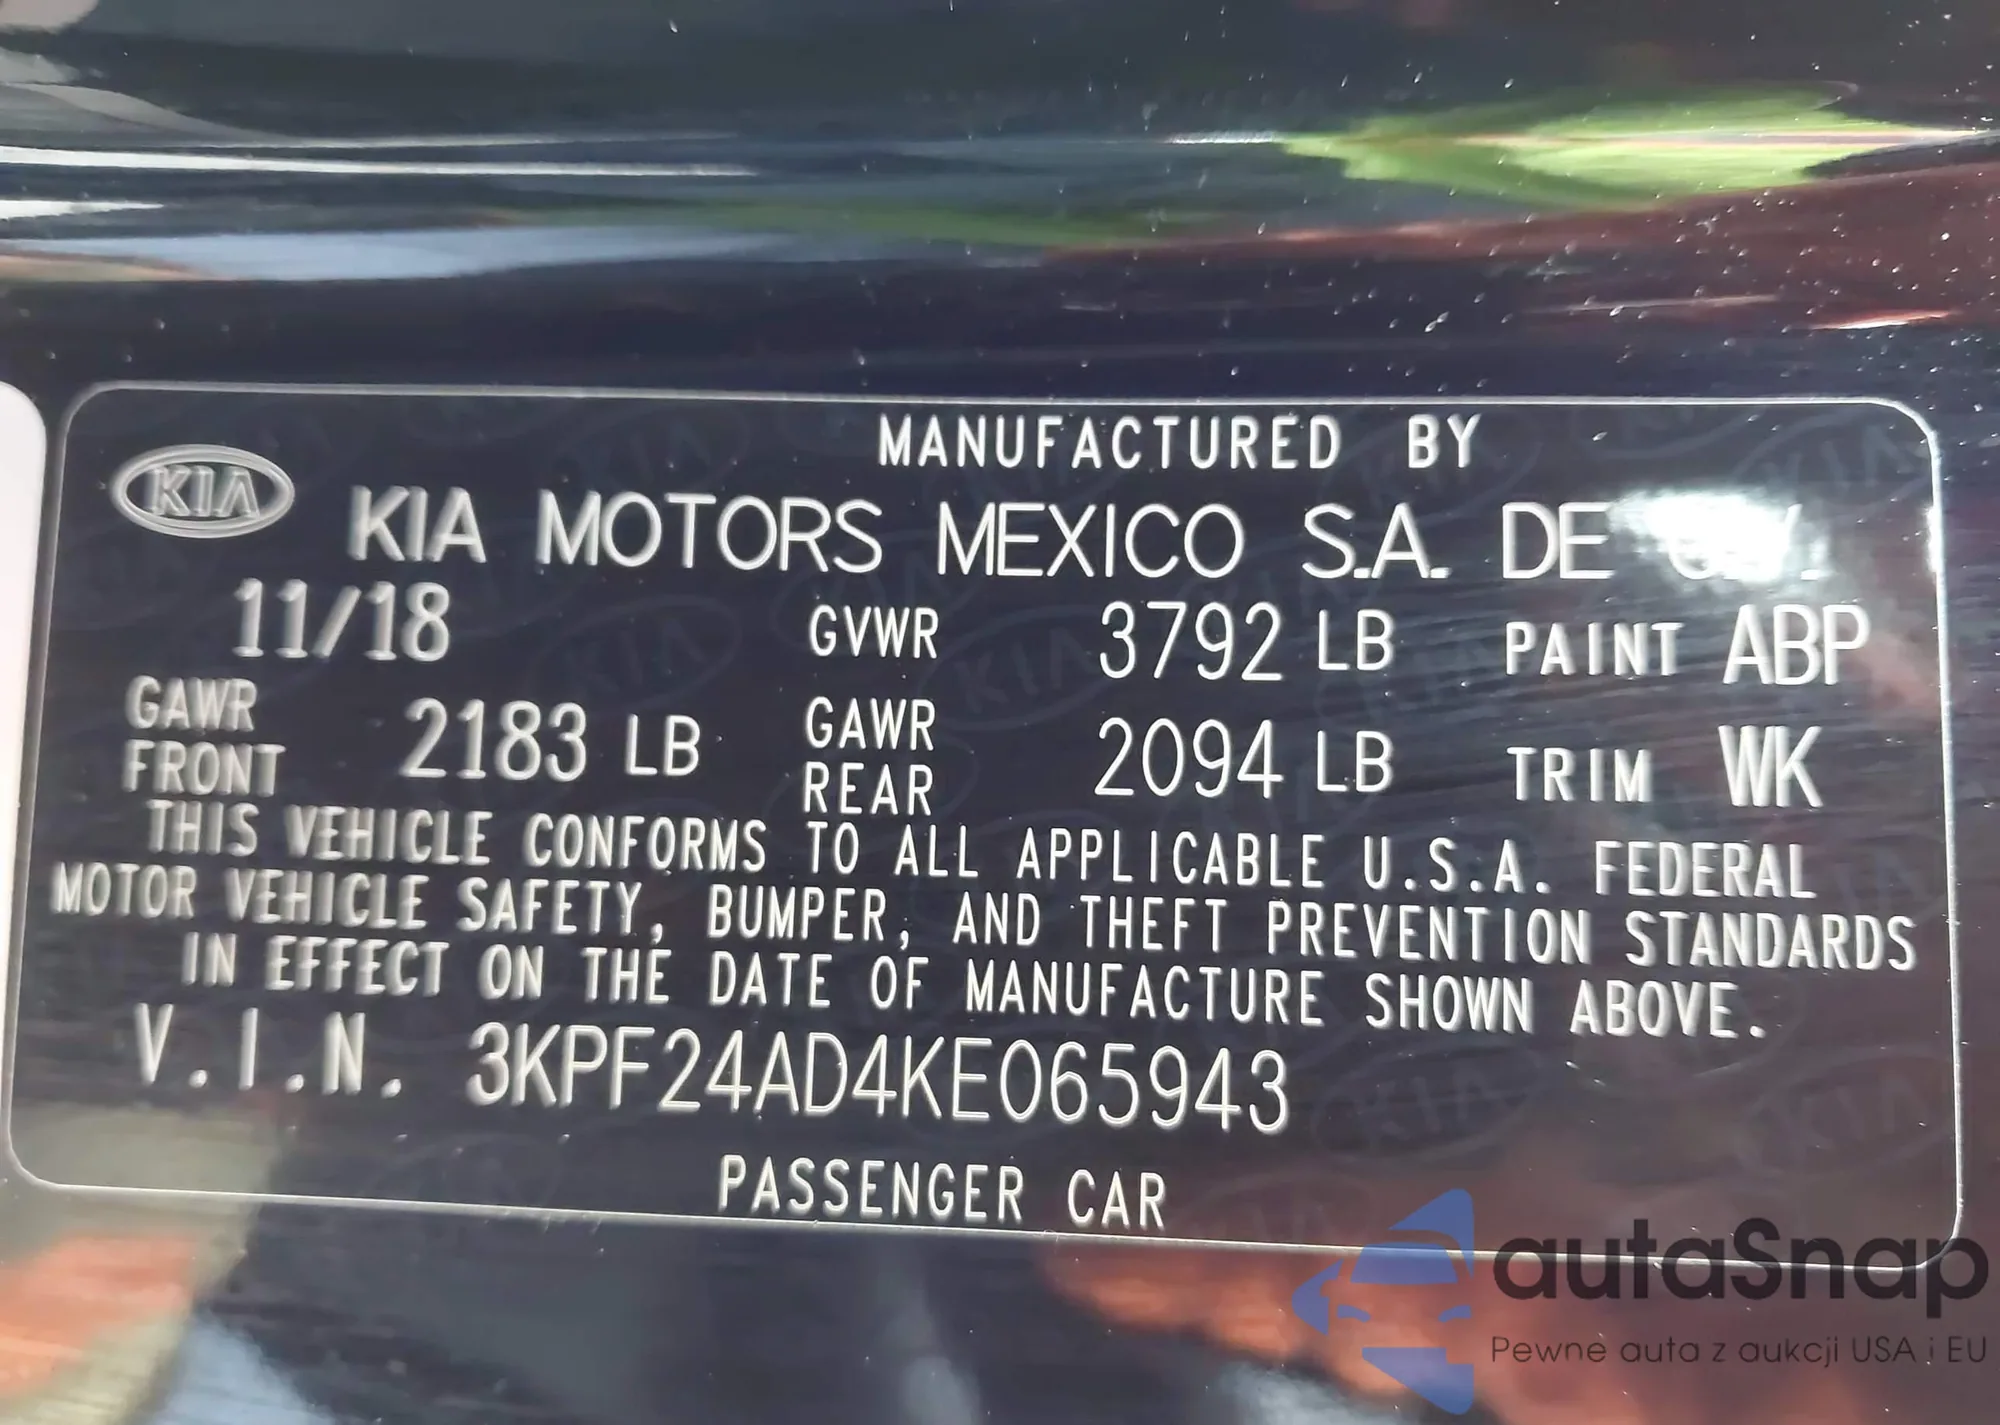 MANUFACTURED BY
KIA
KIA MOTORS MEXICO S.A. DE
11/18 GVWR 3792 LB PAINT ABP
GAWR FRONT 2183 LB GAWR REAR 2094 LB TRIM WK
THIS VEHICLE CONFORMS TO ALL APPLICABLE U.S.A. FEDERAL
MOTOR VEHICLE SAFETY, BUMPER, AND THEFT PREVENTION STANDARDS
IN EFFECT ON THE DATE OF MANUFACTURE SHOWN ABOVE.
V.I.N. 3KPF24AD4KE065943
PASSENGER CAR
autaSnap
Pewne auta z aukcji USA i EU